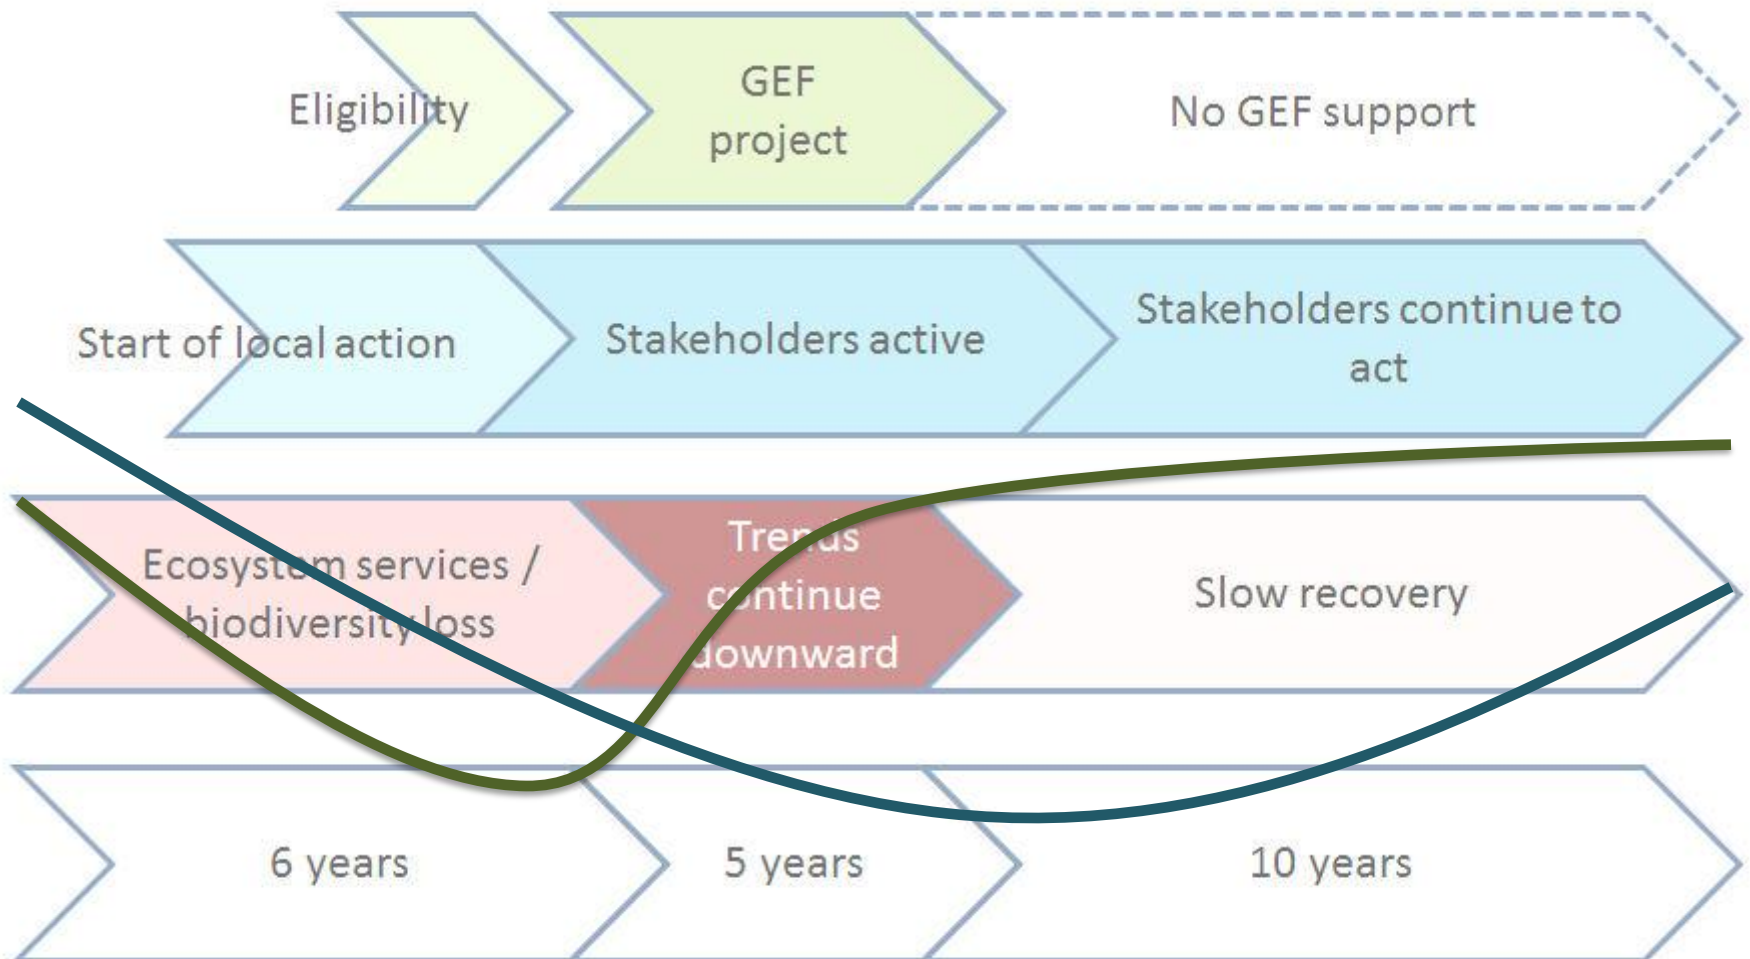 Eligibility
GEF
project
No GEF support
Start of local action
Stakeholders active
Stakeholders continue to
act
Ecosystem services /
biodiversity loss
Trends
continue
downward
Slow recovery
6 years
5 years
10 years